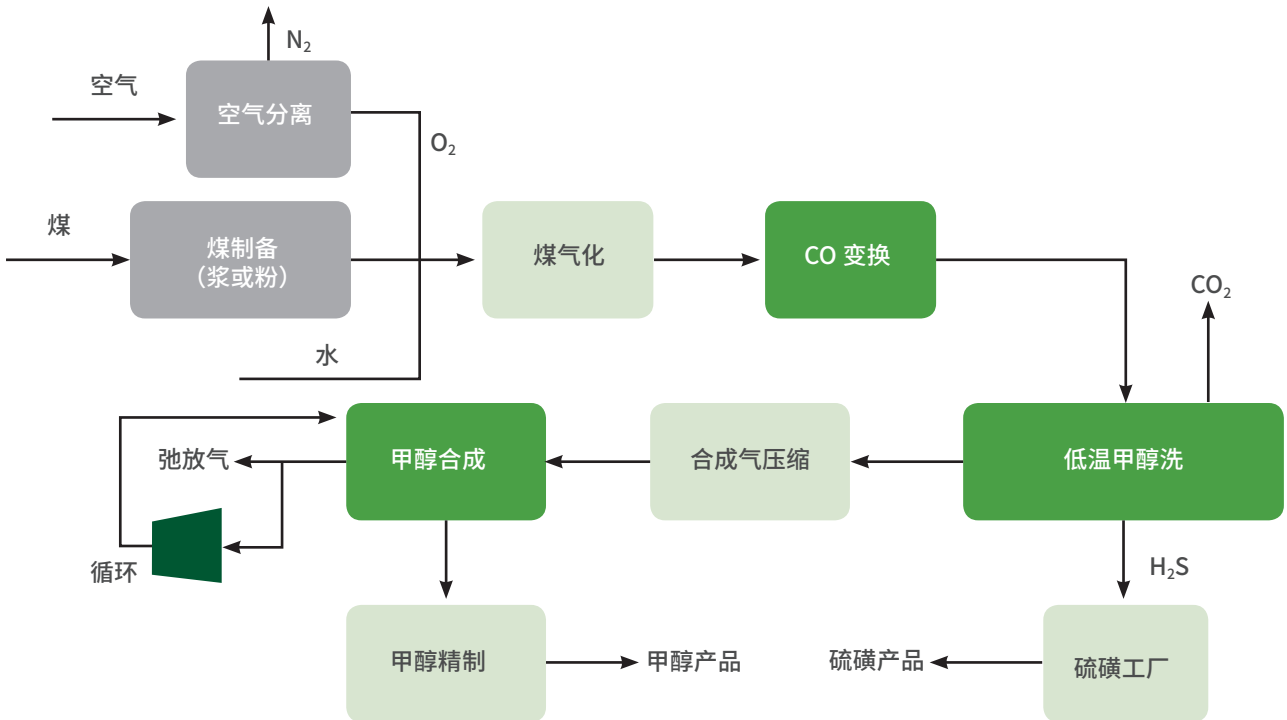 N₂
空气
空气分离
O₂
煤
煤制备
（浆或粉）
煤气化
CO 变换
CO₂
水
弛放气
甲醇合成
合成气压缩
低温甲醇洗
循环
H₂S
甲醇精制
甲醇产品
硫磺产品
硫磺工厂